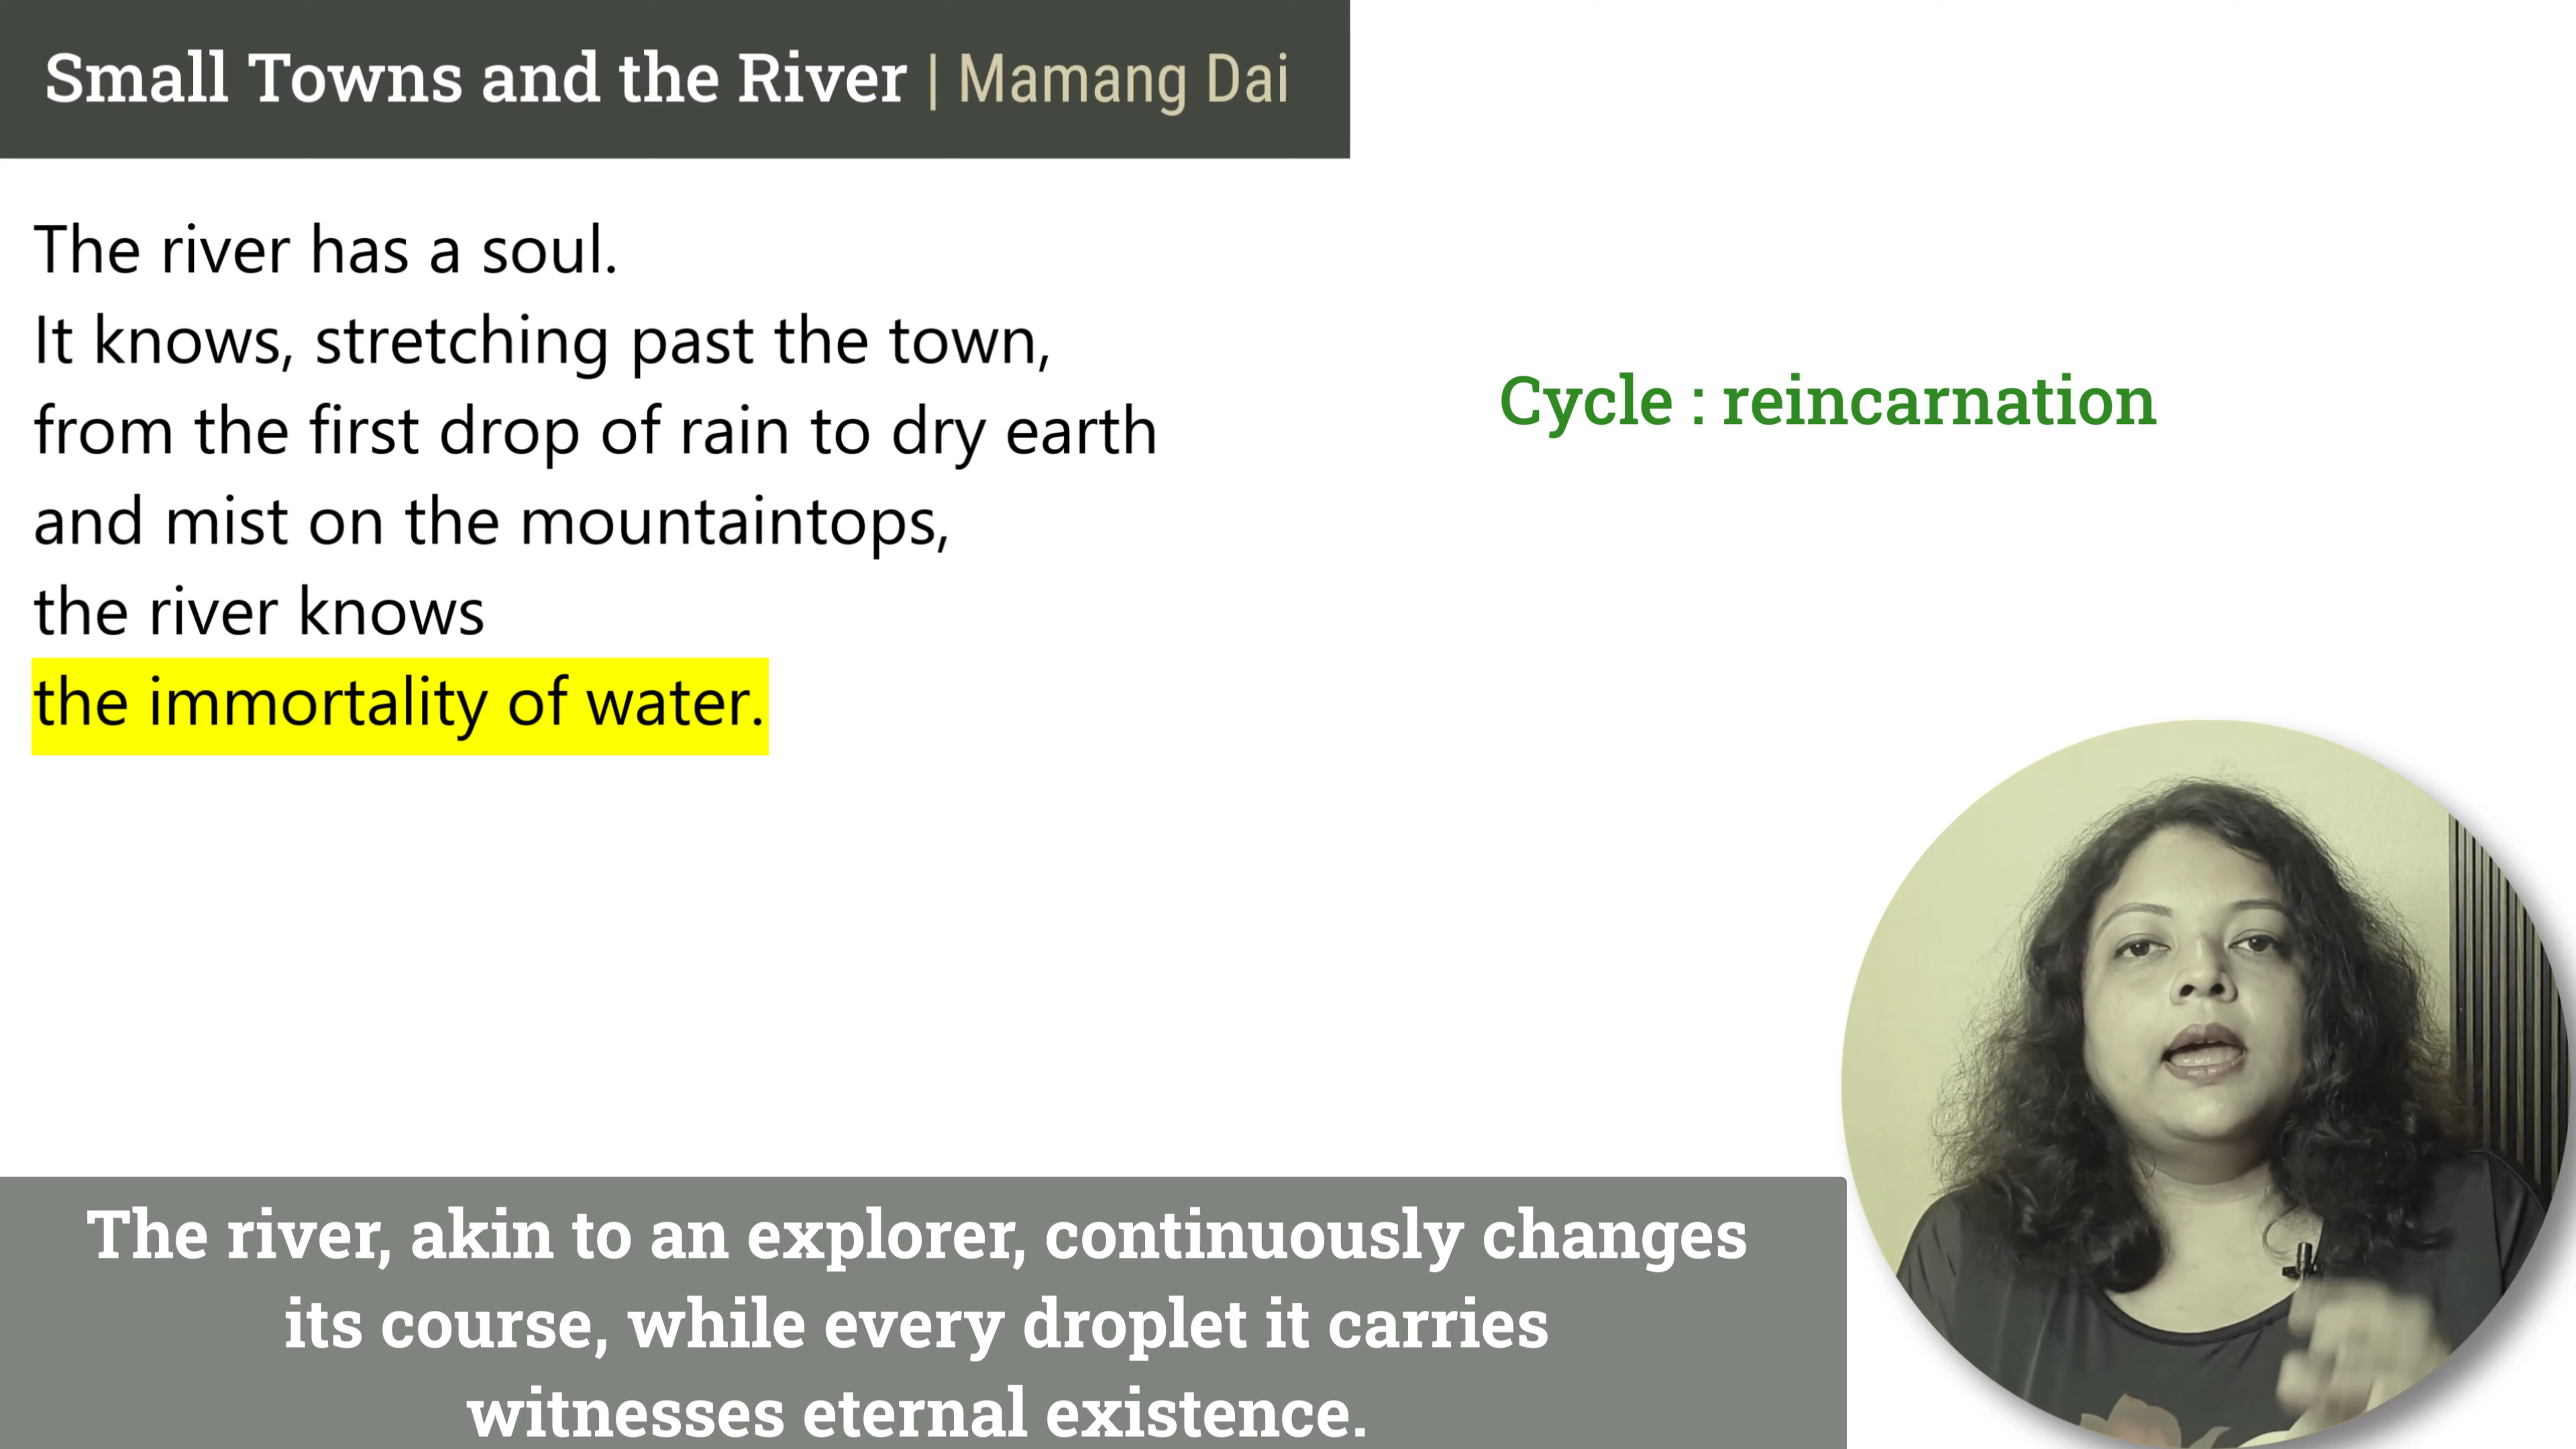 Small Towns and the River | Mamang Dai
The river has a soul.
It knows, stretching past the town,
from the first drop of rain to dry earth
and mist on the mountaintops,
the river knows
the immortality of water.
Cycle : reincarnation
The river, akin to an explorer, continuously changes
its course, while every droplet it carries
witnesses eternal existence.